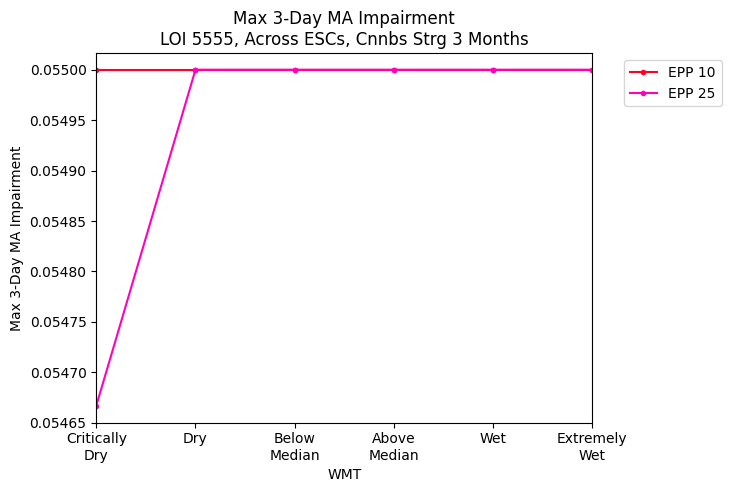 Max 3-Day MA Impairment
LOI 5555, Across ESCs, Cnnbs Strg 3 Months
EPP 10
EPP 25
Max 3-Day MA Impairment
0.05500
0.05495
0.05490
0.05485
0.05480
0.05475
0.05470
0.05465
Critically
Dry
Dry
Below
Median
Above
Median
Wet
Extremely
Wet
WMT